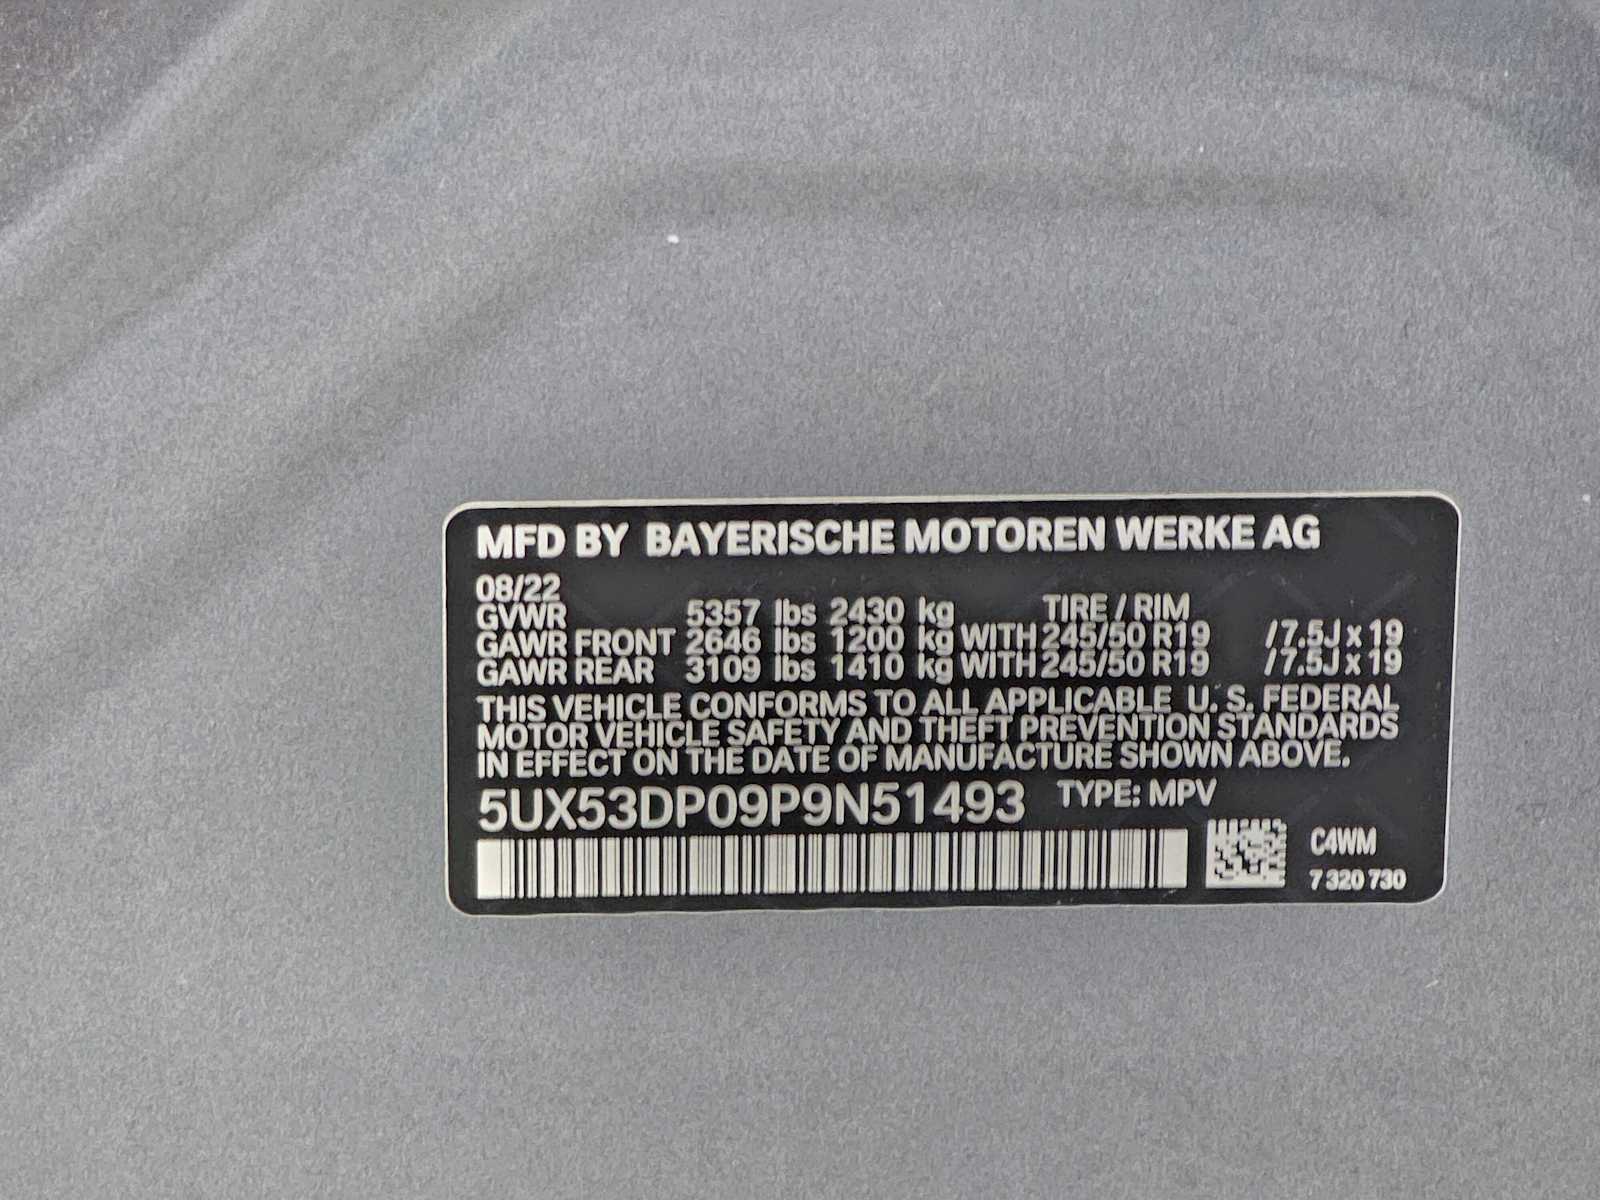 MFD BY BAYERISCHE MOTOREN WERKE AG
08/22
GVWR 5357 lbs 2430 kg TIRE / RIM
GAWR FRONT 2646 lbs 1200 kg WITH 245/50 R19 /7.5J x 19
GAWR REAR 3109 lbs 1410 kg WITH 245/50 R19 /7.5J x 19
THIS VEHICLE CONFORMS TO ALL APPLICABLE U. S. FEDERAL
MOTOR VEHICLE SAFETY AND THEFT PREVENTION STANDARDS
IN EFFECT ON THE DATE OF MANUFACTURE SHOWN ABOVE.
5UX53DP09P9N51493 TYPE: MPV
C4WM
7 320 730